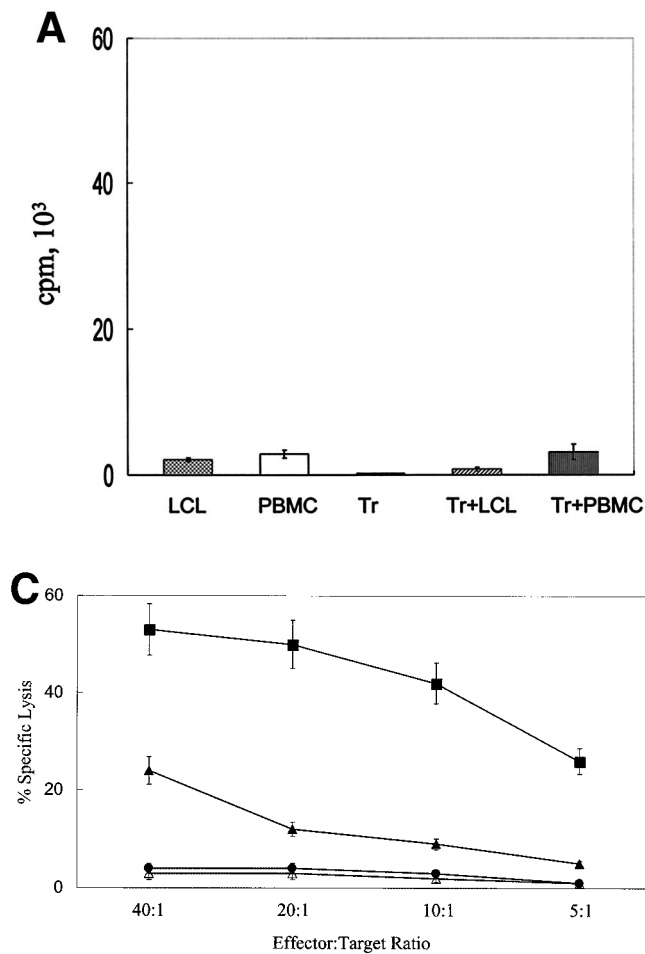 A
60
40
20
0
cpm, 10³
LCL PBMC Tr Tr+LCL Tr+PBMC
C
60
40
20
0
% Specific Lysis
40:1 20:1 10:1 5:1
Effector:Target Ratio